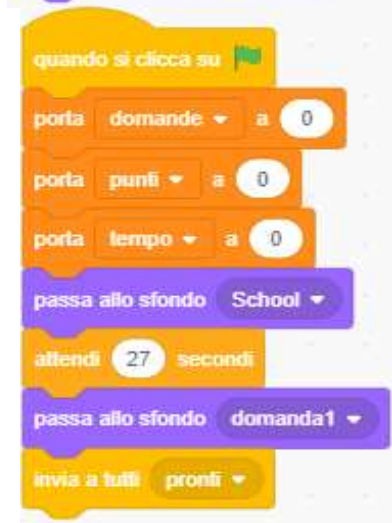 quando si clicca su
porta domande a 0
porta punti a 0
porta tempo a 0
passa allo sfondo School
attendi 27 secondi
passa allo sfondo domanda1
invia a tutti pronti